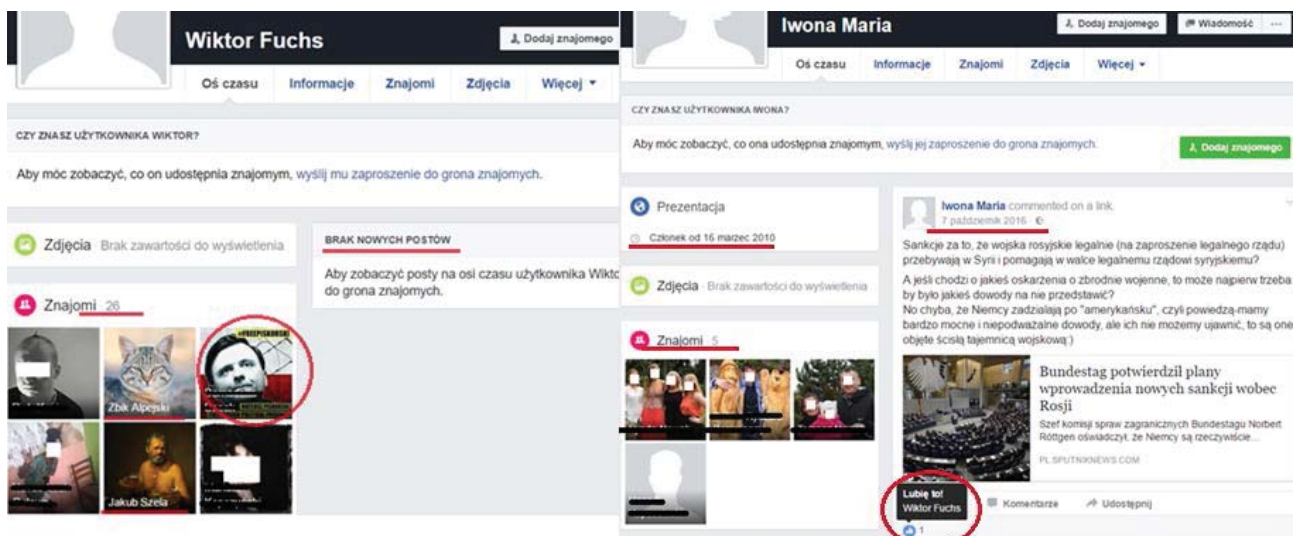 Wiktor Fuchs
Dodaj znajomego
Oś czasu Informacje Znajomi Zdjęcia Więcej
CZY ZNASZ UŻYTKOWNIKA WIKTOR?
Aby móc zobaczyć, co on udostępnia znajomym, wyślij mu zaproszenie do grona znajomych.
Zdjęcia Brak zawartości do wyświetlenia
Znajomi 26
#FREEPISKORSKI
Żbik Alpejski
Jakub Szela
BRAK NOWYCH POSTÓW
Aby zobaczyć posty na osi czasu użytkownika Wikto
do grona znajomych.
Iwona Maria
Dodaj znajomego Wiadomość ...
Oś czasu Informacje Znajomi Zdjęcia Więcej
CZY ZNASZ UŻYTKOWNIKA IWONA?
Aby móc zobaczyć, co ona udostępnia znajomym, wyślij jej zaproszenie do grona znajomych.
Dodaj znajomego
Prezentacja
Członek od 16 marzec 2010
Zdjęcia · Brak zawartości do wyświetlenia
Znajomi · 5
Iwona Maria commented on a link.
7 październik 2016 ·
Sankcje za to, że wojska rosyjskie legalnie (na zaproszenie legalnego rządu)
przebywają w Syrii i pomagają w walce legalnemu rządowi syryjskiemu?
A jeśli chodzi o jakieś oskarzenia o zbrodnie wojenne, to może najpierw trzeba
by było jakieś dowody na nie przedstawić?
No chyba, że Niemcy zadzialają po "amerykańsku", czyli powiedzą-mamy
bardzo mocne i niepodważalne dowody, ale ich nie możemy ujawnić, to są one
objęte ścisłą tajemnicą wojskową:)
Bundestag potwierdził plany
wprowadzenia nowych sankcji wobec
Rosji
Szef komisji spraw zagranicznych Bundestagu Norbert
Röttgen oświadczył, że Niemcy są rzeczywiście...
PL.SPUTNIKNEWS.COM
Lubię to!
Wiktor Fuchs
Komentarze Udostępnij
1